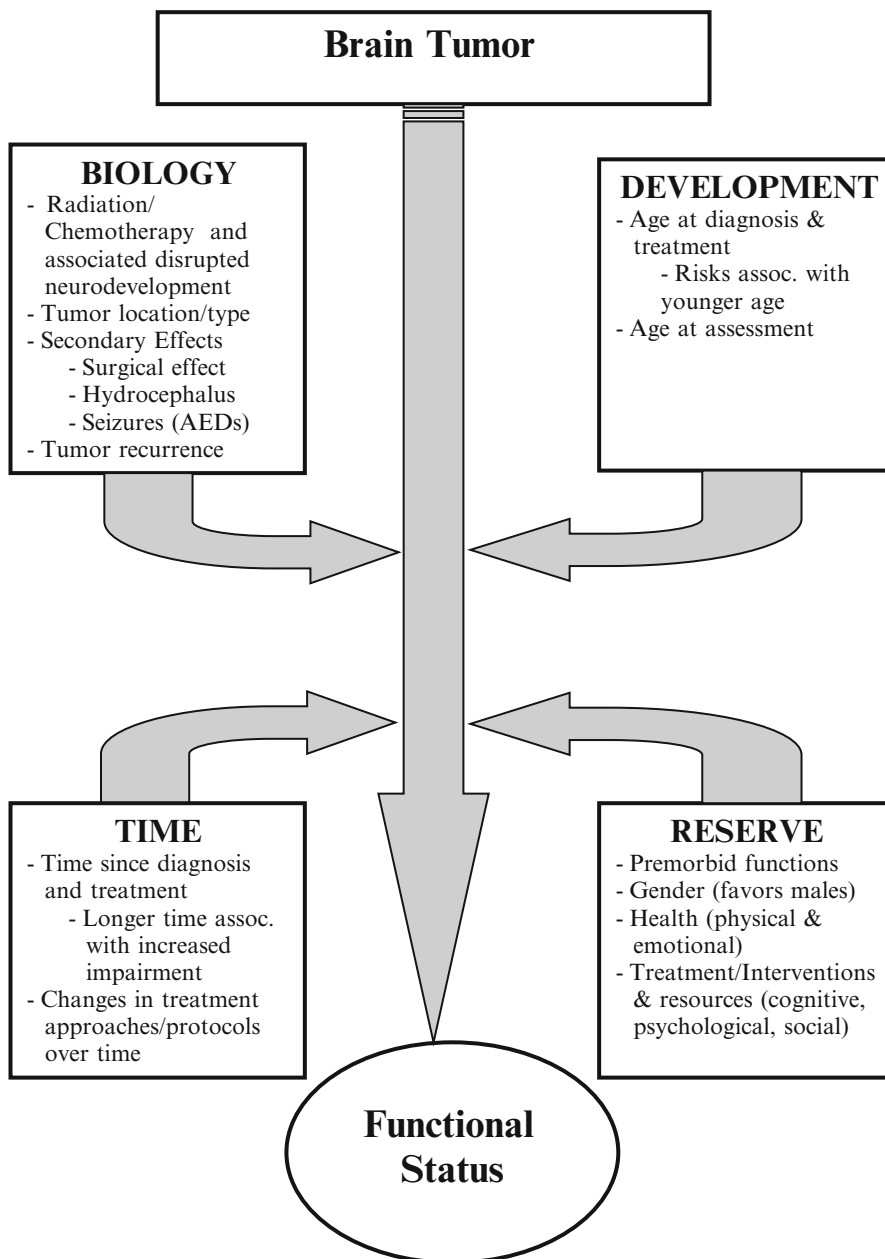 Brain Tumor
BIOLOGY
- Radiation/
Chemotherapy and
associated disrupted
neurodevelopment
- Tumor location/type
- Secondary Effects
- Surgical effect
- Hydrocephalus
- Seizures (AEDs)
- Tumor recurrence
DEVELOPMENT
- Age at diagnosis &
treatment
- Risks assoc. with
younger age
- Age at assessment
TIME
- Time since diagnosis
and treatment
- Longer time assoc.
with increased
impairment
- Changes in treatment
approaches/protocols
over time
RESERVE
- Premorbid functions
- Gender (favors males)
- Health (physical &
emotional)
- Treatment/Interventions
& resources (cognitive,
psychological, social)
Functional
Status